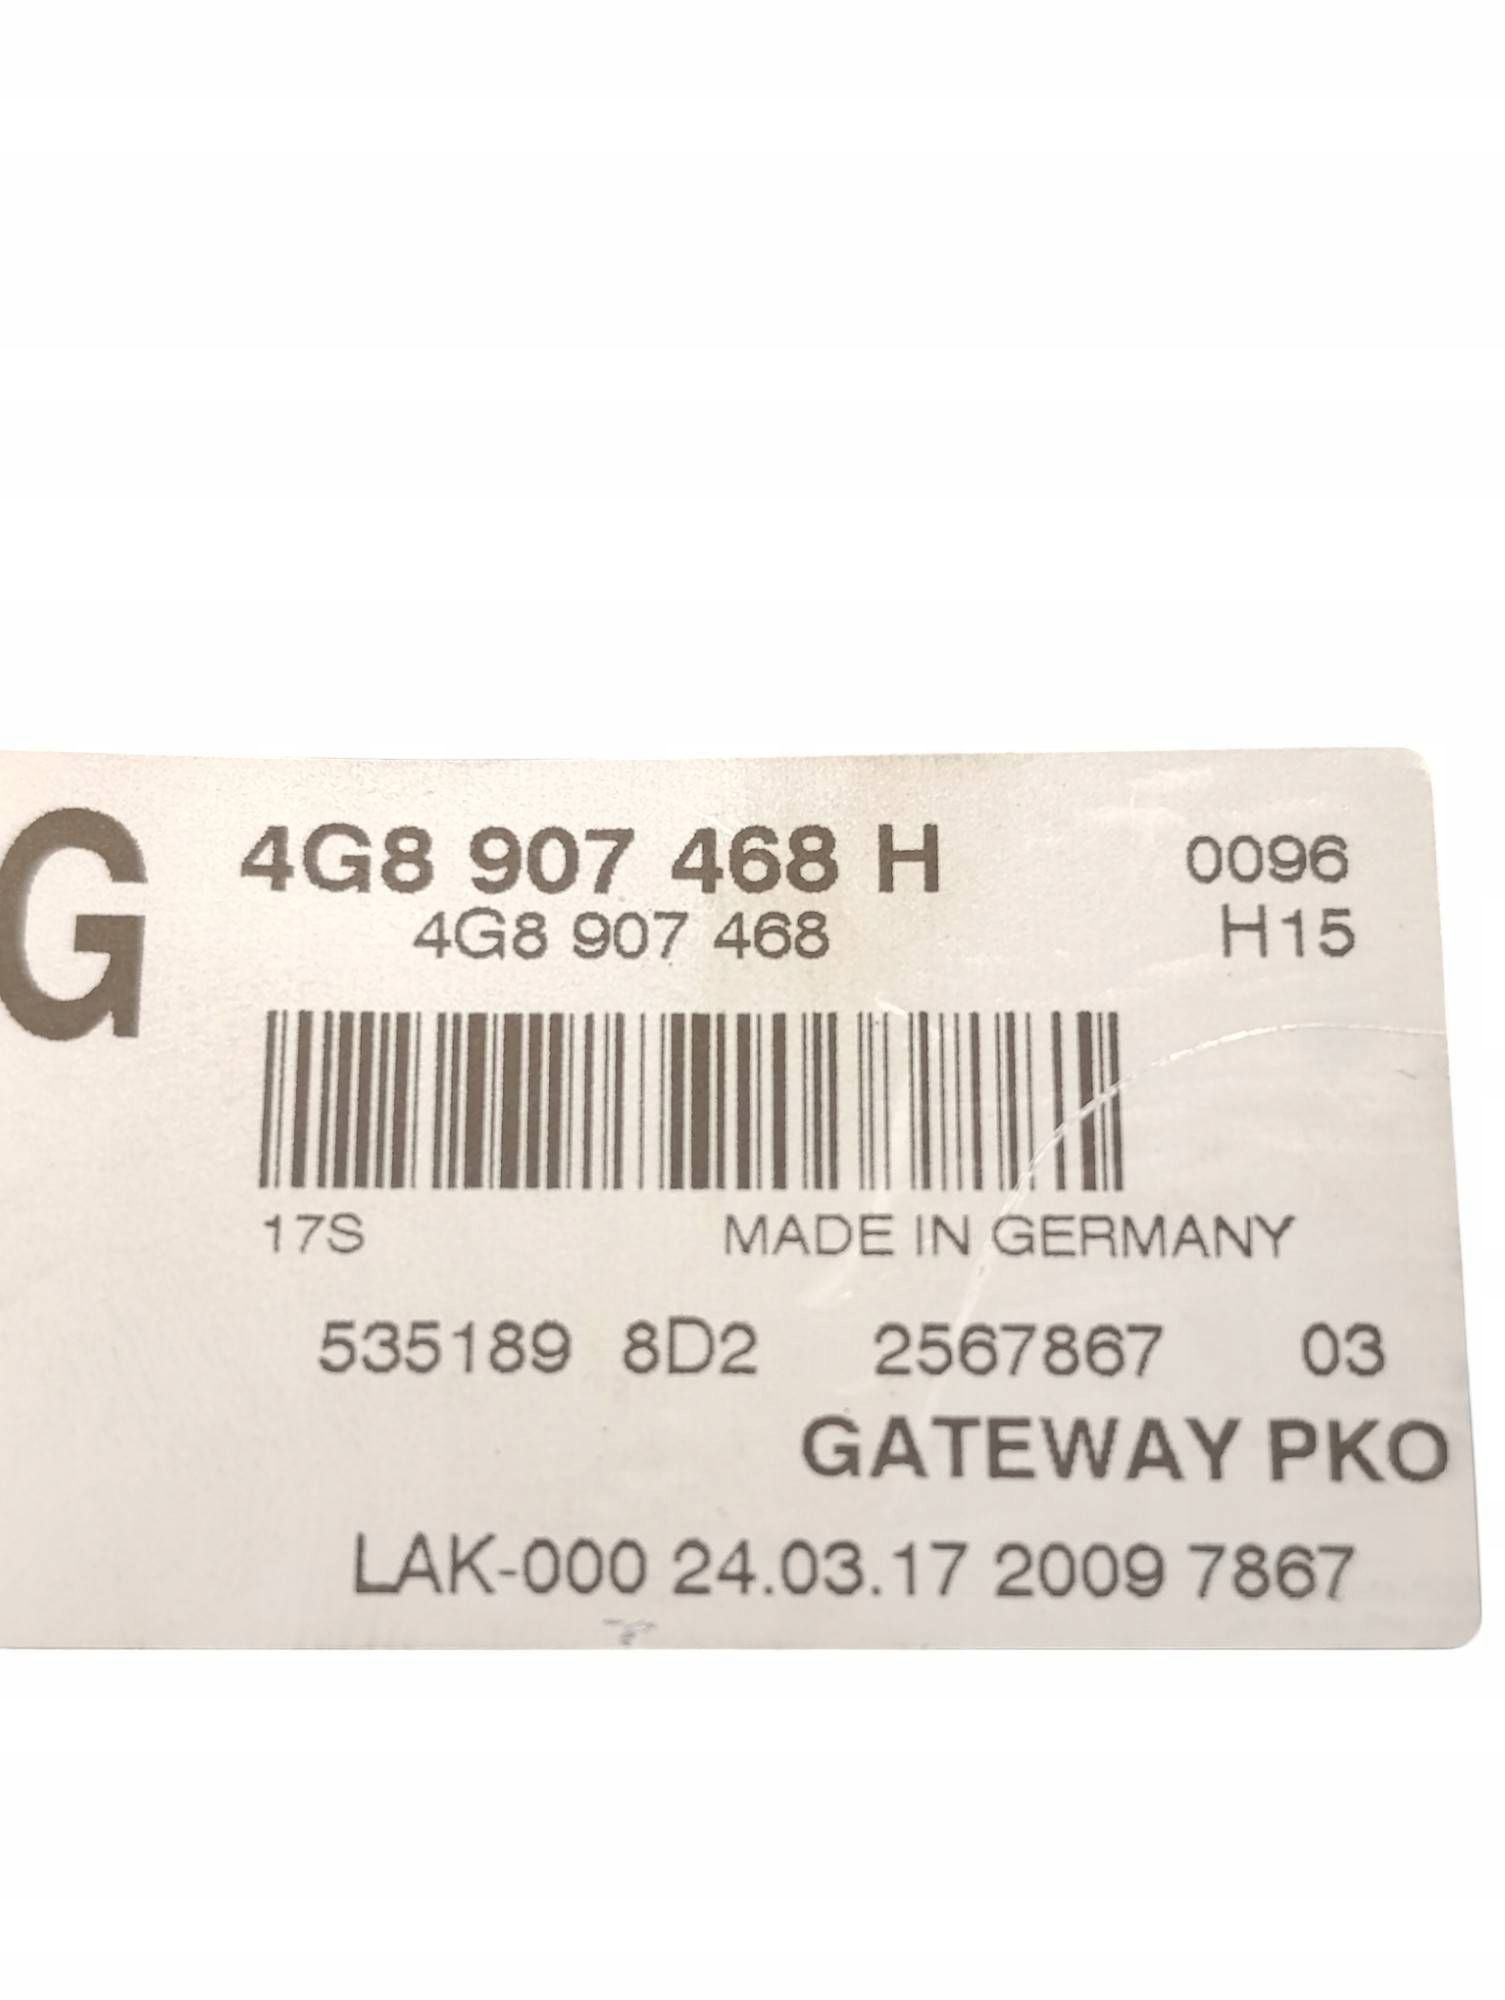 G
4G8 907 468 H 0096
4G8 907 468 H15
17S MADE IN GERMANY
535189 8D2 2567867 03
GATEWAY PKO
LAK-000 24.03.17 2009 7867